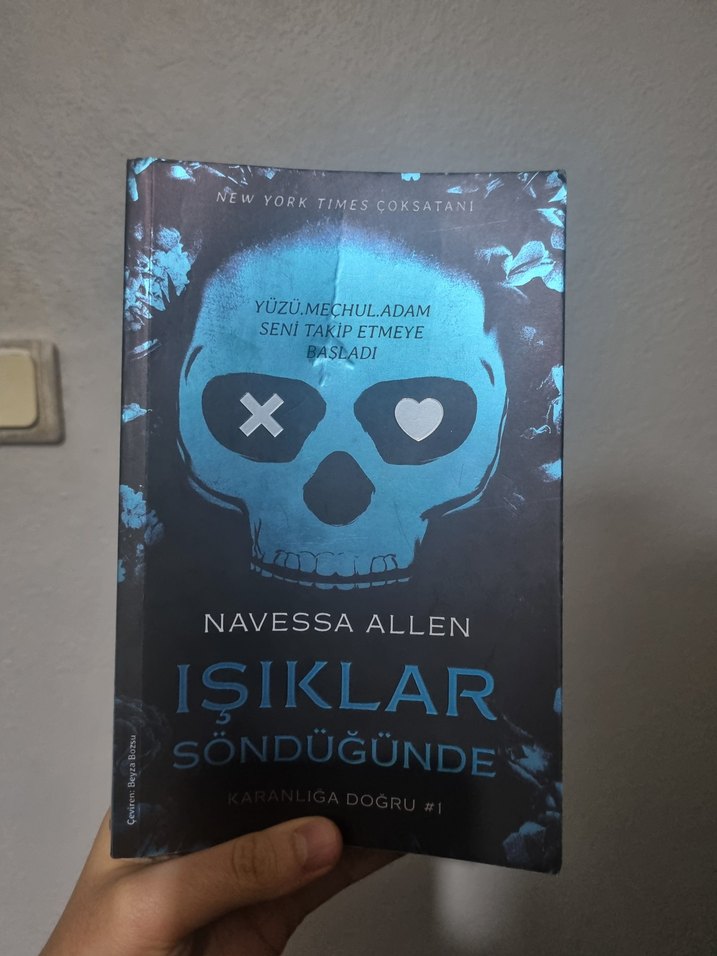 NEW YORK TIMES ÇOKSATANI
YÜZÜ.MEÇHUL.ADAM
SENİ TAKİP ETMEYE
BAŞLADI
NAVESSA ALLEN
IŞIKLAR
SÖNDÜĞÜNDE
KARANLIĞA DOĞRU #1
Çeviren: Beyza Bozsu